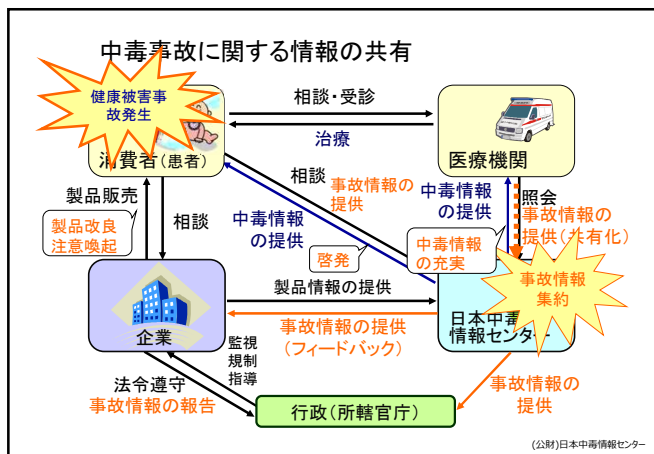 中毒事故に関する情報の共有
健康被害事
故発生
消費者(患者)
相談・受診
治療
医療機関
製品販売
製品改良
注意喚起
相談
中毒情報
の提供
相談
事故情報の
提供
啓発
中毒情報
の提供
中毒情報
の充実
照会
事故情報の
提供(共有化)
事故情報
集約
企業
製品情報の提供
事故情報の提供
(フィードバック)
日本中毒
情報センター
監視
規制
指導
法令遵守
事故情報の報告
行政(所轄官庁)
事故情報の
提供
(公財)日本中毒情報センター